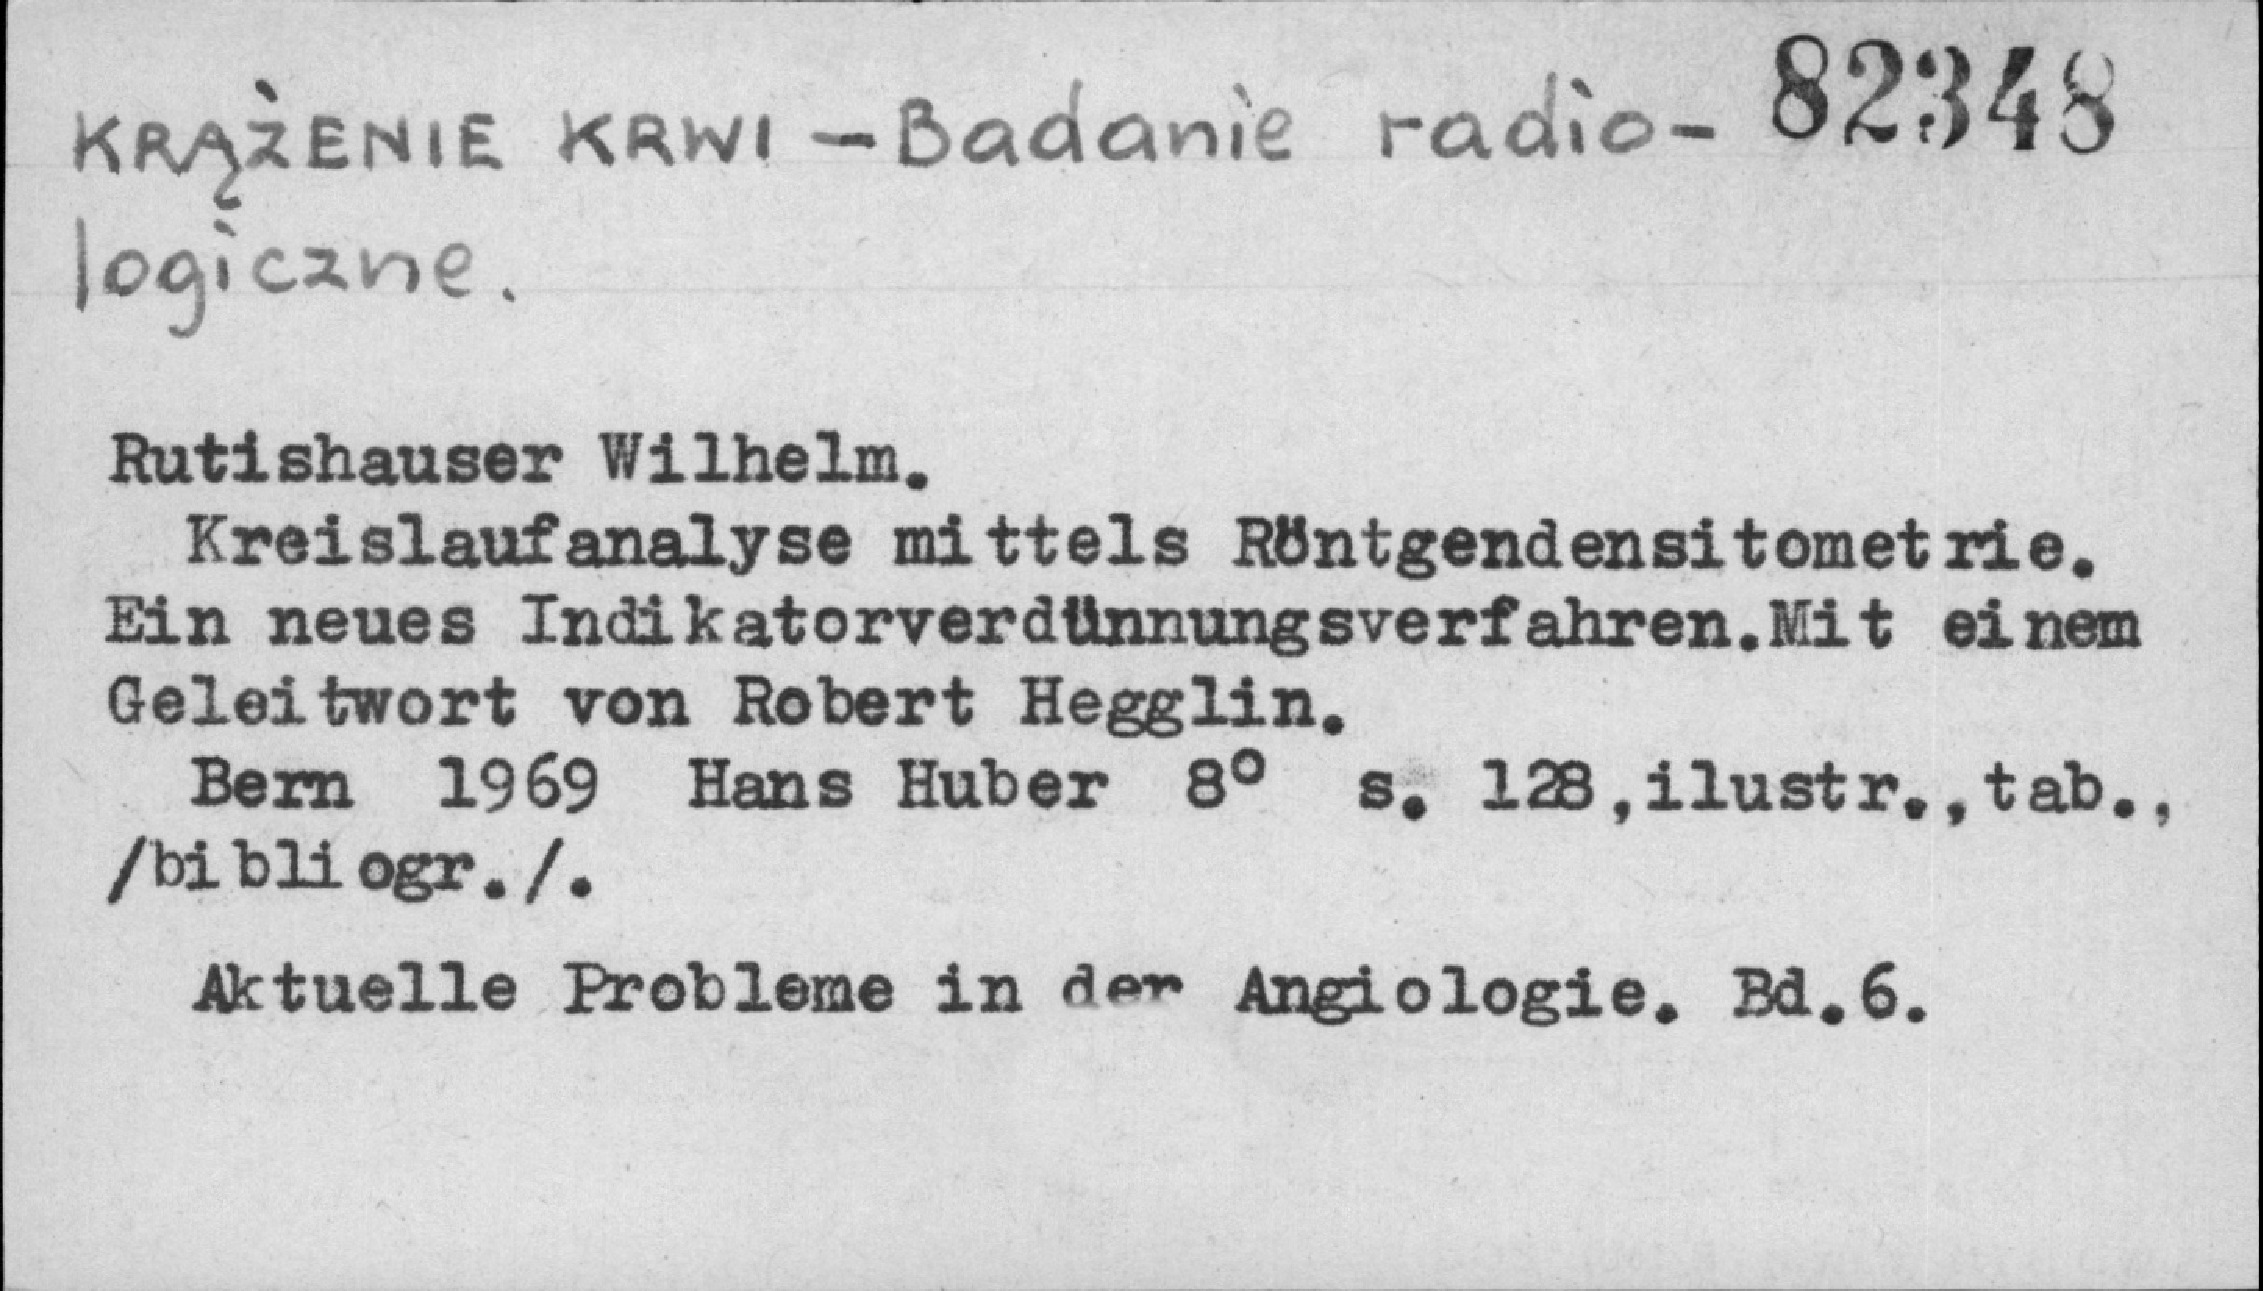 KRĄŻENIE KRWI - Badanie radio- 82348
logiczne.
Rutishauser Wilhelm.
Kreislaufanalyse mittels Röntgendensitometrie.
Ein neues Indikatorverdünnungsverfahren.Mit einem
Geleitwort von Robert Hegglin.
Bern 1969 Hans Huber 8° s. 128,ilustr.,tab.,
/bibliogr./.
Aktuelle Probleme in der Angiologie. Bd.6.